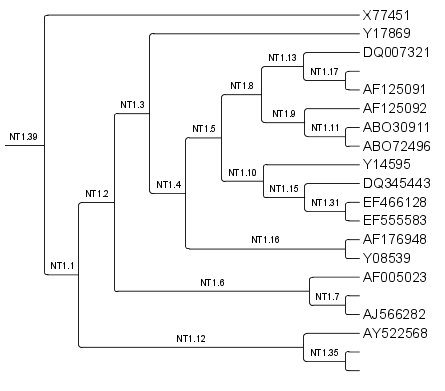 X77451
Y17869
DQ007321
NT1.13
NT1.17
NT1.8
AF125091
NT1.3
AF125092
NT1.9
ABO30911
NT1.5
NT1.11
NT1.39
ABO72496
Y14595
NT1.10
DQ345443
NT1.4
NT1.15
NT1.2
EF466128
NT1.31
EF555583
AF176948
NT1.16
Y08539
NT1.1
AF005023
NT1.6
NT1.7
AJ566282
AY522568
NT1.12
NT1.35